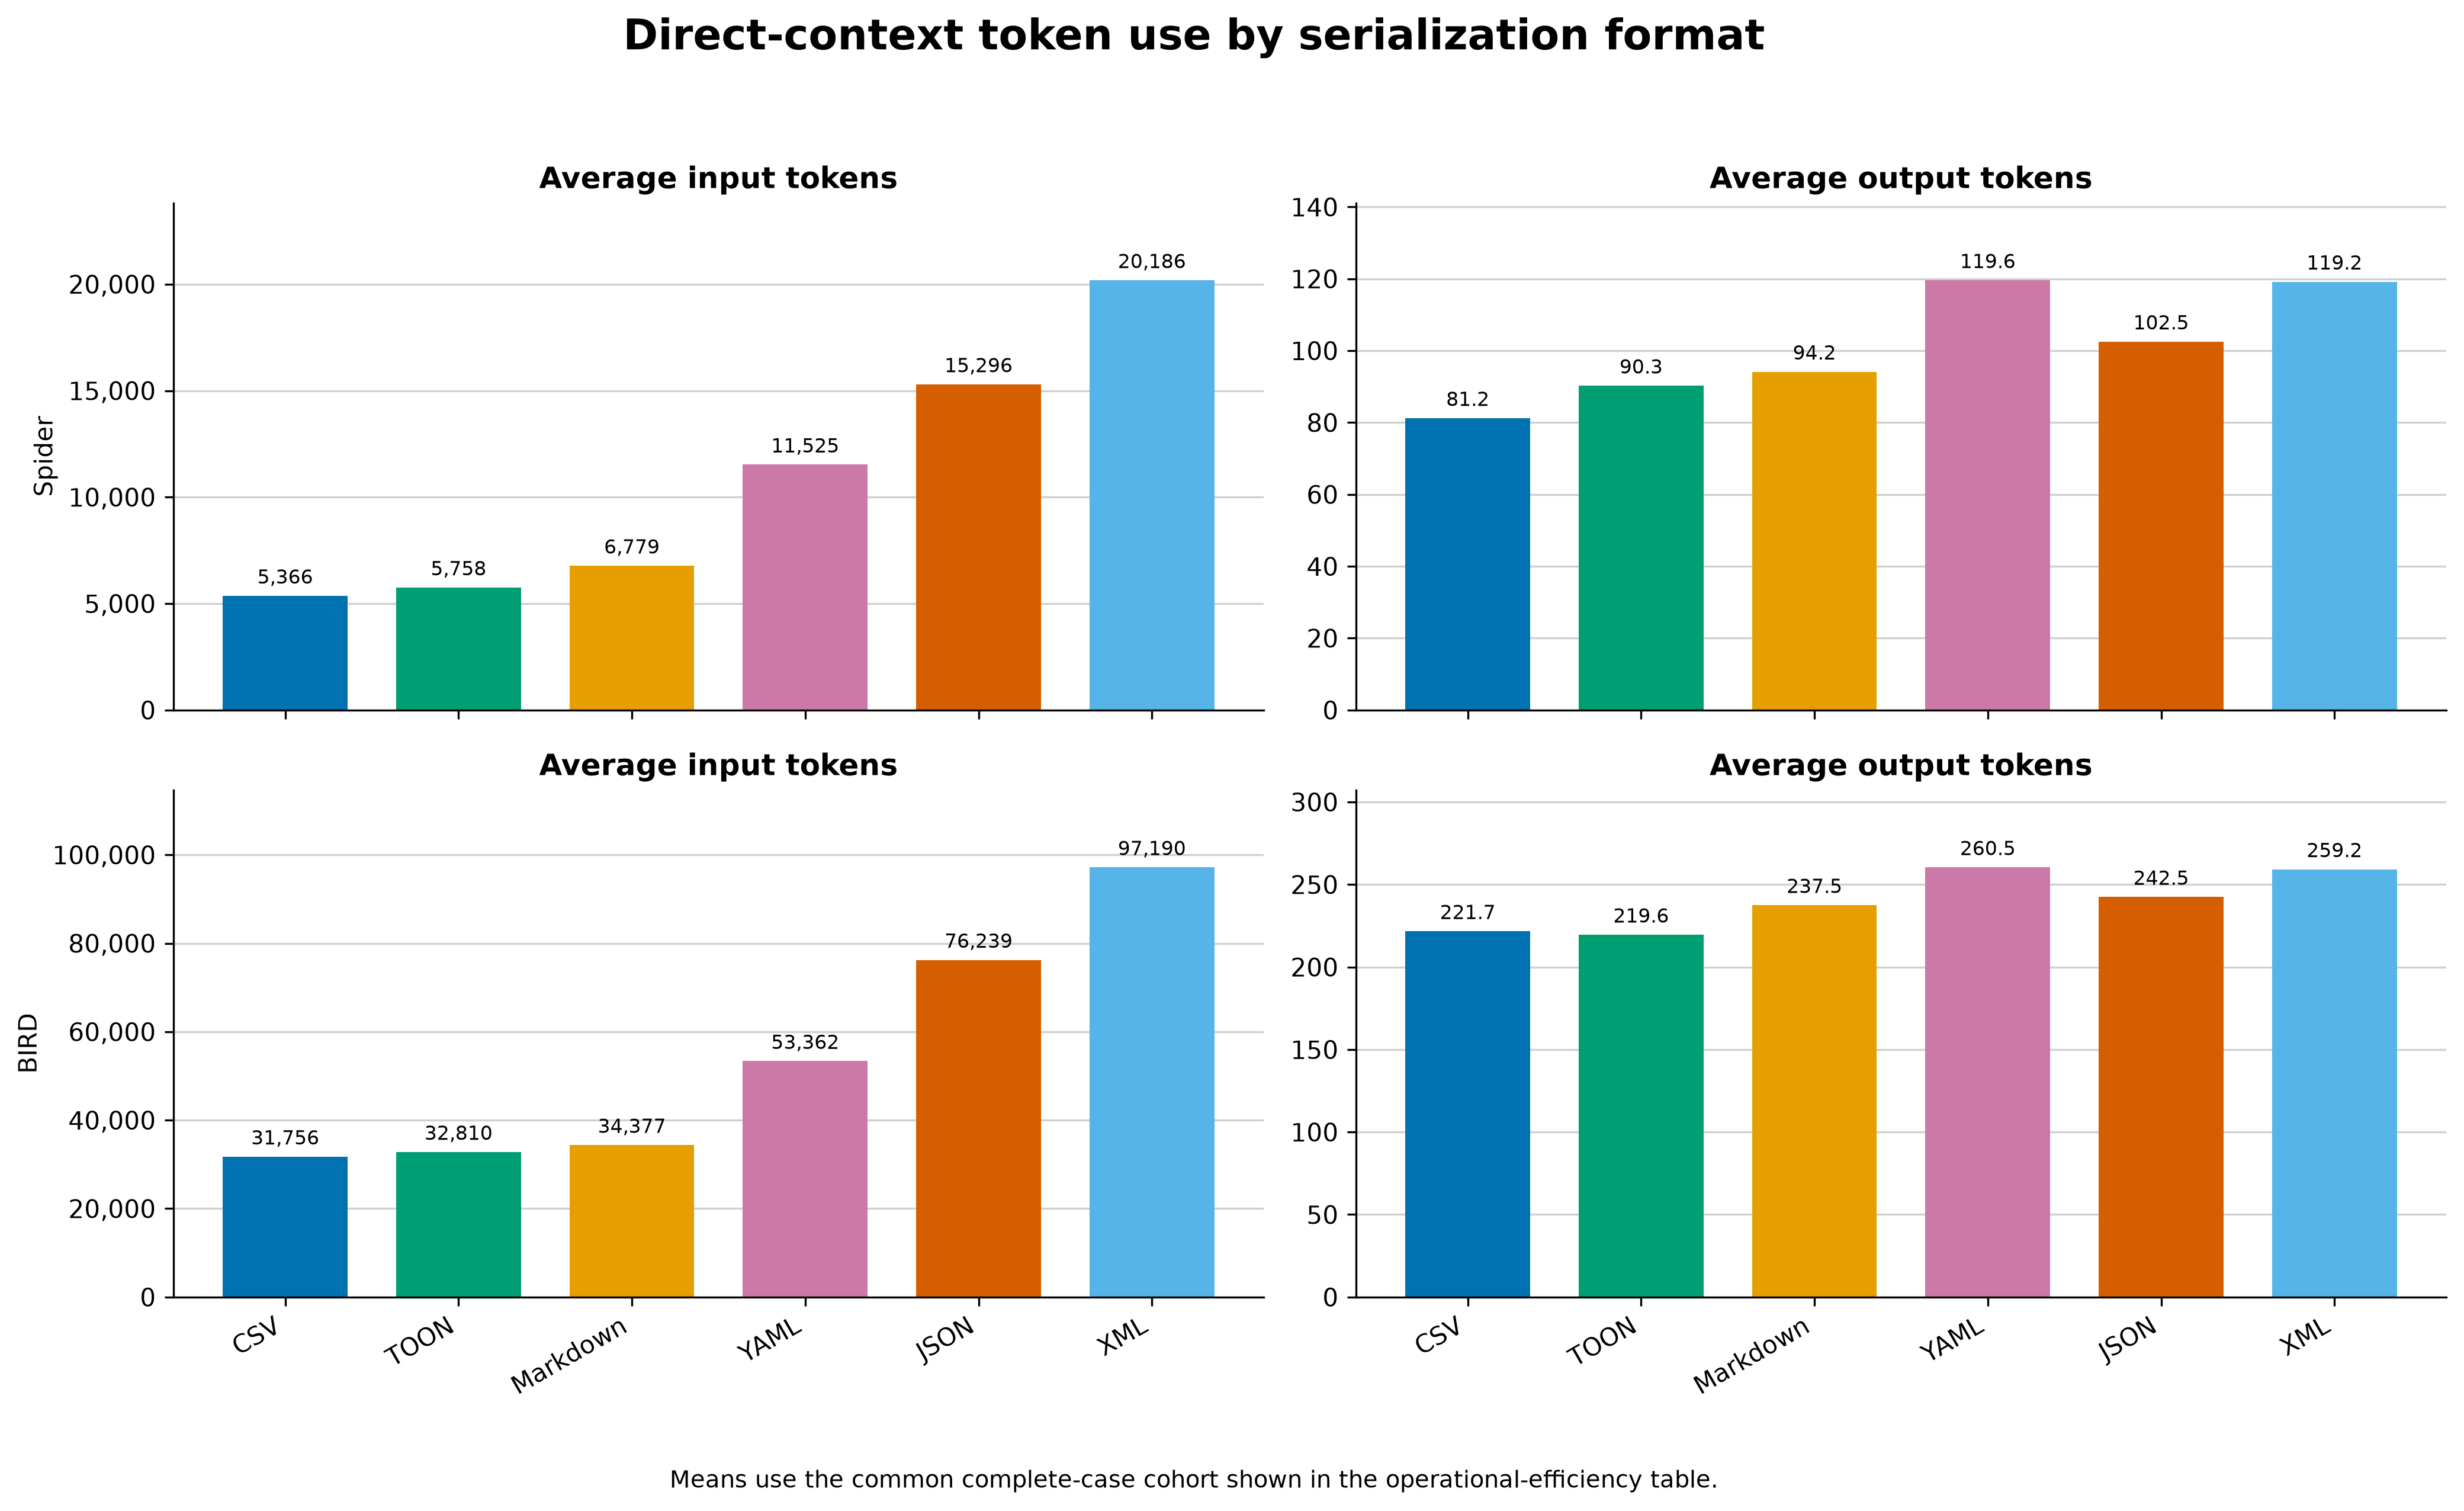 Direct-context token use by serialization format
Average input tokens
Spider
20,000
15,000
10,000
5,000
0
5,366
5,758
6,779
11,525
15,296
20,186
Average output tokens
140
120
100
80
60
40
20
0
81.2
90.3
94.2
119.6
102.5
119.2
Average input tokens
BIRD
100,000
80,000
60,000
40,000
20,000
0
31,756
32,810
34,377
53,362
76,239
97,190
CSV
TOON
Markdown
YAML
JSON
XML
Average output tokens
300
250
200
150
100
50
0
221.7
219.6
237.5
260.5
242.5
259.2
CSV
TOON
Markdown
YAML
JSON
XML
Means use the common complete-case cohort shown in the operational-efficiency table.